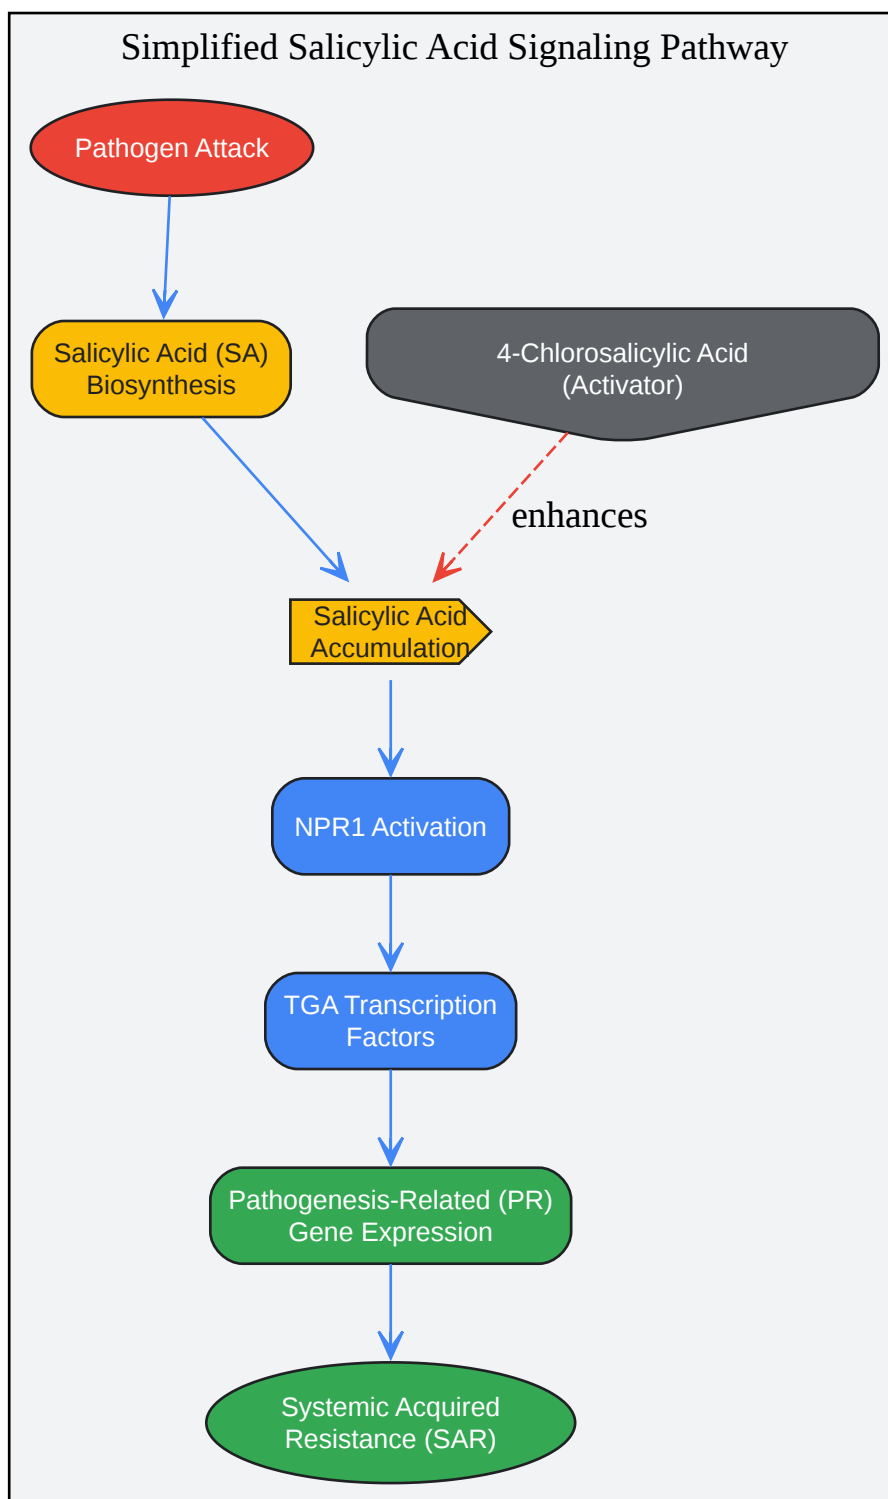 Simplified Salicylic Acid Signaling Pathway
Pathogen Attack
Salicylic Acid (SA)
Biosynthesis
4-Chlorosalicylic Acid
(Activator)
enhances
Salicylic Acid
Accumulation
NPR1 Activation
TGA Transcription
Factors
Pathogenesis-Related (PR)
Gene Expression
Systemic Acquired
Resistance (SAR)